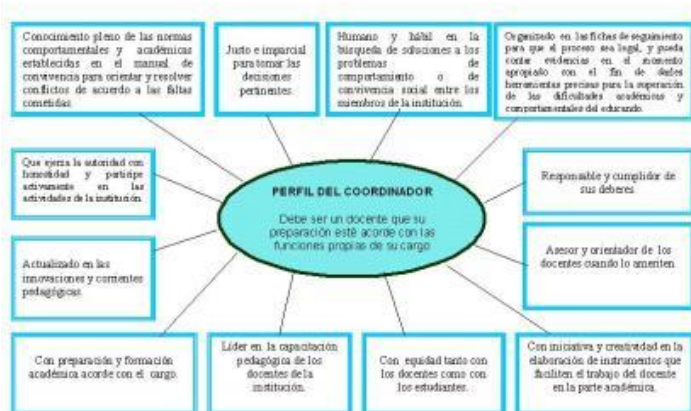 Conocimiento pleno de las normas
comportamentales y académicas
establecidas en el manual de
convivencia para orientar y resolver
conflictos de acuerdo a las faltas
cometidas.
Justo e imparcial
para tomar las
decisiones
pertinentes.
Humano y hábil en la
búsqueda de soluciones a los
problemas de
comportamiento o de
convivencia social entre los
miembros de la institución.
Organizado en las fichas de seguimiento
para que el proceso sea legal, y pueda
contar evidencias en el momento
apropiado con el fin de darles
herramientas precisas para la superación
de las dificultades académicas y
comportamentales del educando.
Que ejerza la autoridad con
honestidad y participe
activamente en las
actividades de la institución.
PERFIL DEL COORDINADOR
Debe ser un docente que su
preparación esté acorde con las
funciones propias de su cargo
Responsable y cumplidor de
sus deberes
Actualizado en las
innovaciones y corrientes
pedagógicas.
Asesor y orientador de los
docentes cuando lo ameriten.
Con preparación y formación
académica acorde con el cargo.
Líder en la capacitación
pedagógica de los
docentes de la
institución.
Con equidad tanto con
los docentes como con
los estudiantes.
Con iniciativa y creatividad en la
elaboración de instrumentos que
faciliten el trabajo del docente
en la parte académica.